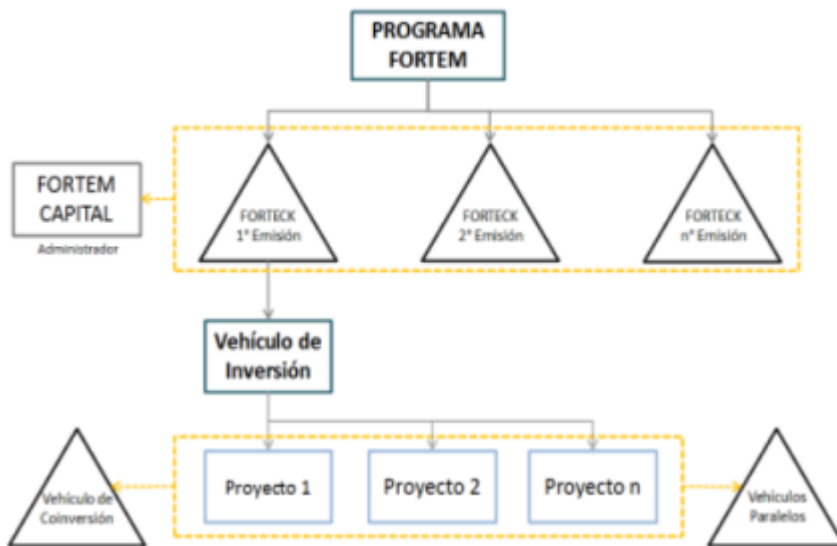 PROGRAMA
FORTEM
FORTEM
CAPITAL
Administrador
FORTECK
1° Emisión
FORTECK
2° Emisión
FORTECK
n° Emisión
Vehículo de
Inversión
Vehículo de
Coinversión
Proyecto 1
Proyecto 2
Proyecto n
Vehículos
Paralelos